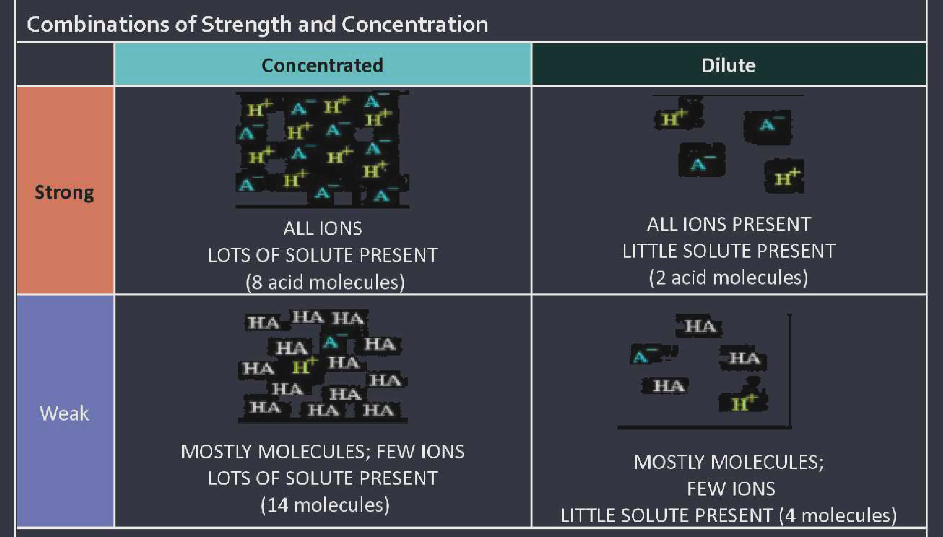 Combinations of Strength and Concentration
Concentrated Dilute
Strong
H⁺ A⁻ H⁺ A⁻
H⁺
A⁻ H⁺ A⁻
H⁺ A⁻ H⁺ A⁻
A⁻ H⁺ H⁺
A⁻ A⁻
ALL IONS
LOTS OF SOLUTE PRESENT
(8 acid molecules)
H⁺ A⁻
A⁻ H⁺
ALL IONS PRESENT
LITTLE SOLUTE PRESENT
(2 acid molecules)
Weak
HA HA HA
HA A⁻ HA
HA H⁺ HA
HA HA HA
HA HA HA
MOSTLY MOLECULES; FEW IONS
LOTS OF SOLUTE PRESENT
(14 molecules)
HA
A⁻ HA
HA H⁺
MOSTLY MOLECULES;
FEW IONS
LITTLE SOLUTE PRESENT (4 molecules)